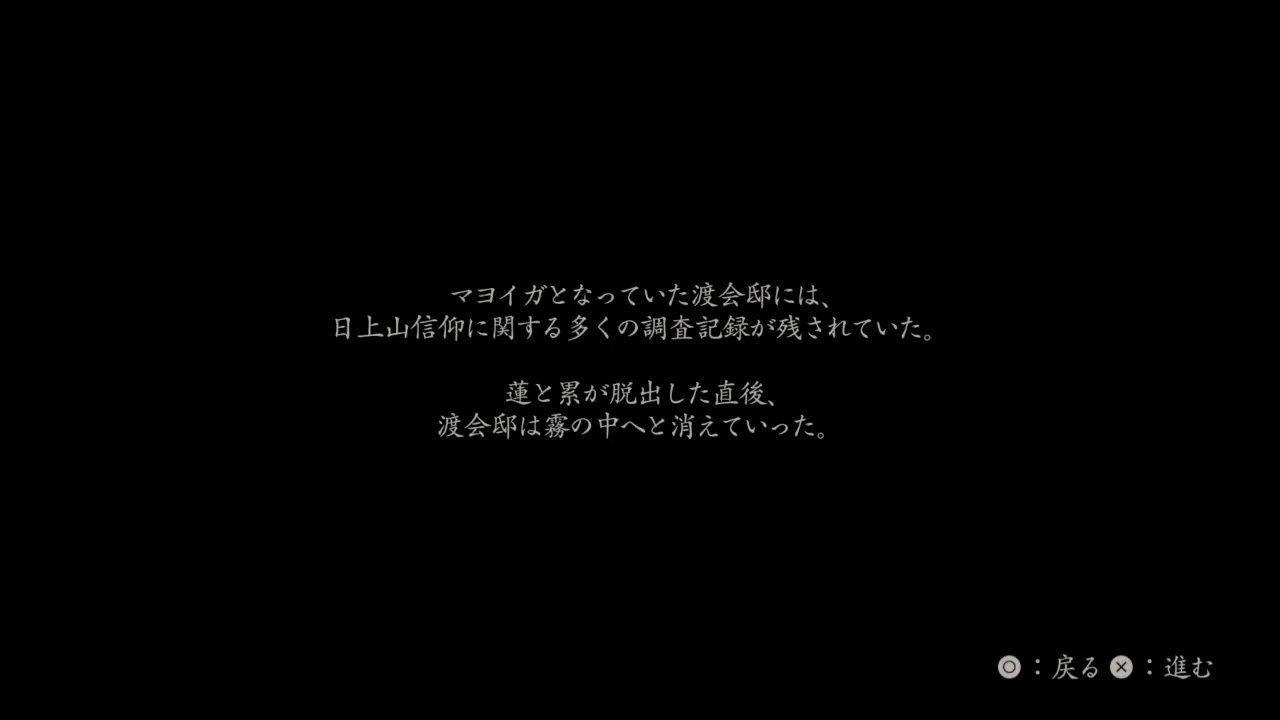 マヨイガとなっていた渡会邸には、
日上山信仰に関する多くの調査記録が残されていた。
蓮と累が脱出した直後、
渡会邸は霧の中へと消えていった。
◯：戻る ✕：進む